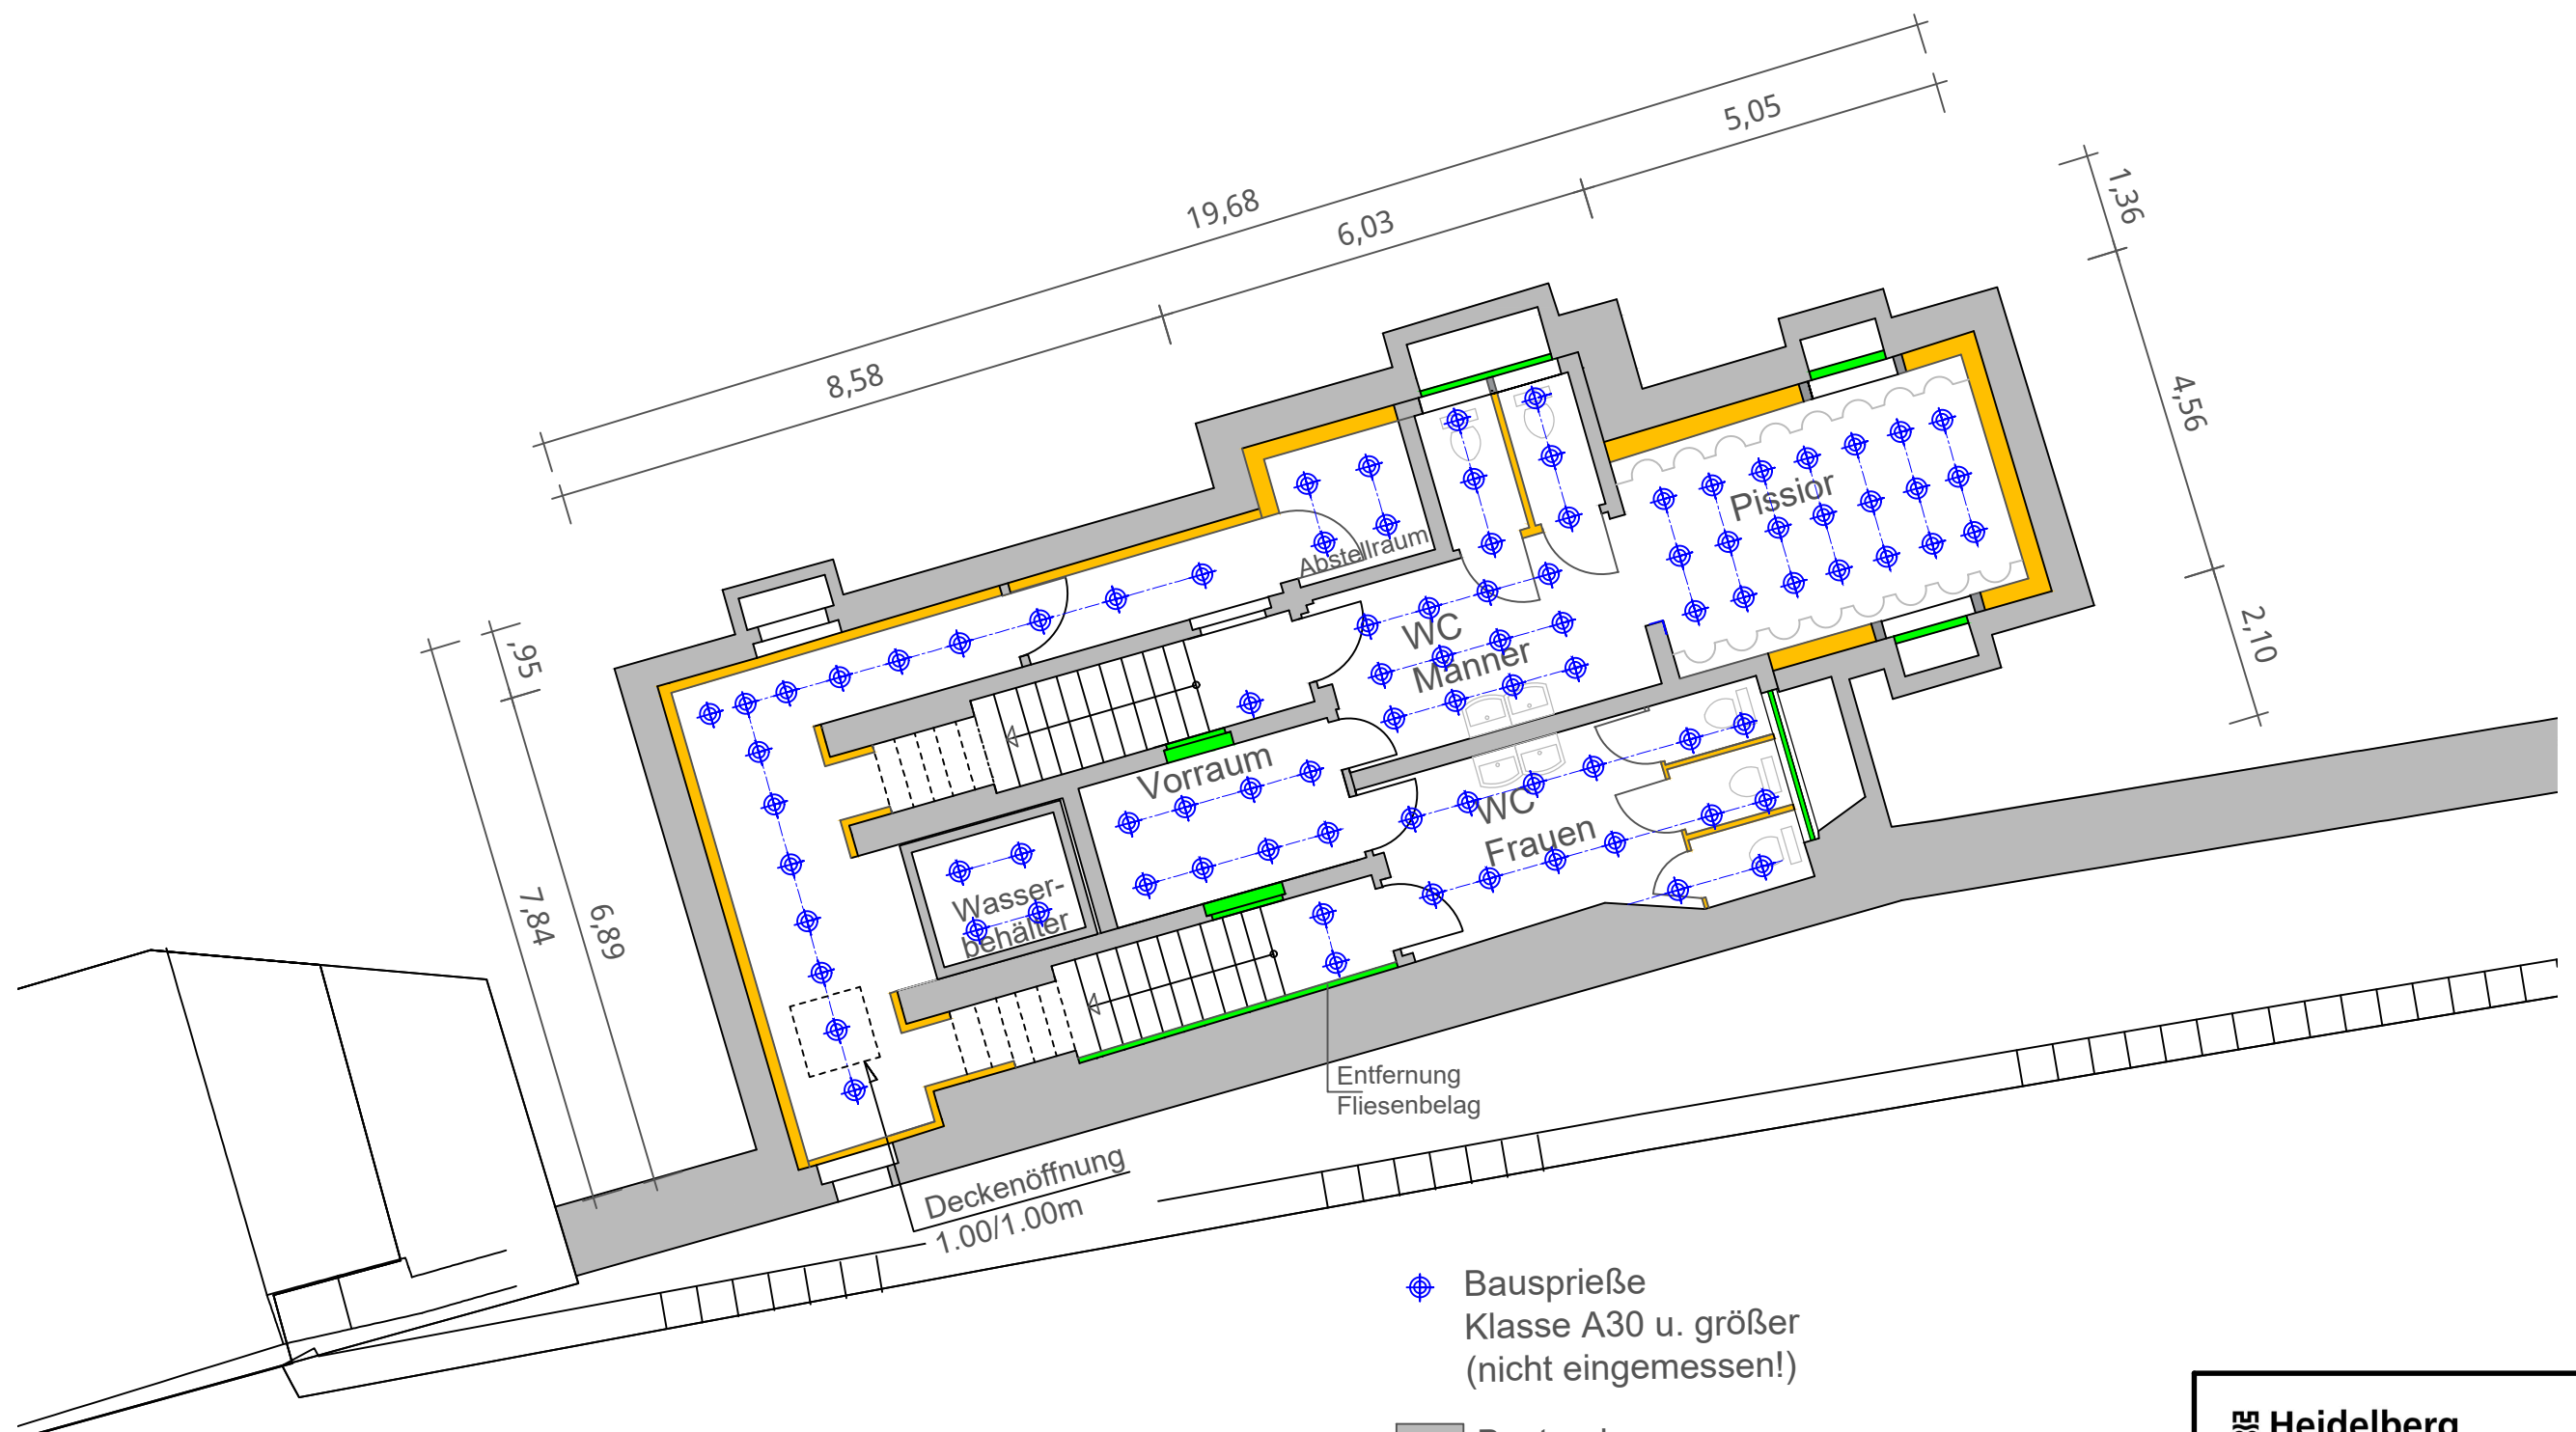 19,68
5,05
6,03
8,58
1,36
4,56
2,10
,95
6,89
7,84
Pissior
Abstellraum
WC
Männer
Vorraum
WC
Frauen
Wasser-
behälter
Entfernung
Fliesenbelag
Deckenöffnung
1.00/1.00m
Bausprieße
Klasse A30 u. größer
(nicht eingemessen!)
Heidelberg